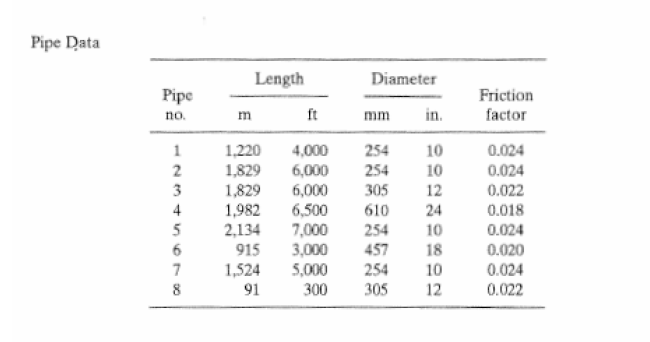 Pipe Data
Length Diameter
Pipe Friction
no. m ft mm in. factor
1 1,220 4,000 254 10 0.024
2 1,829 6,000 254 10 0.024
3 1,829 6,000 305 12 0.022
4 1,982 6,500 610 24 0.018
5 2,134 7,000 254 10 0.024
6 915 3,000 457 18 0.020
7 1,524 5,000 254 10 0.024
8 91 300 305 12 0.022